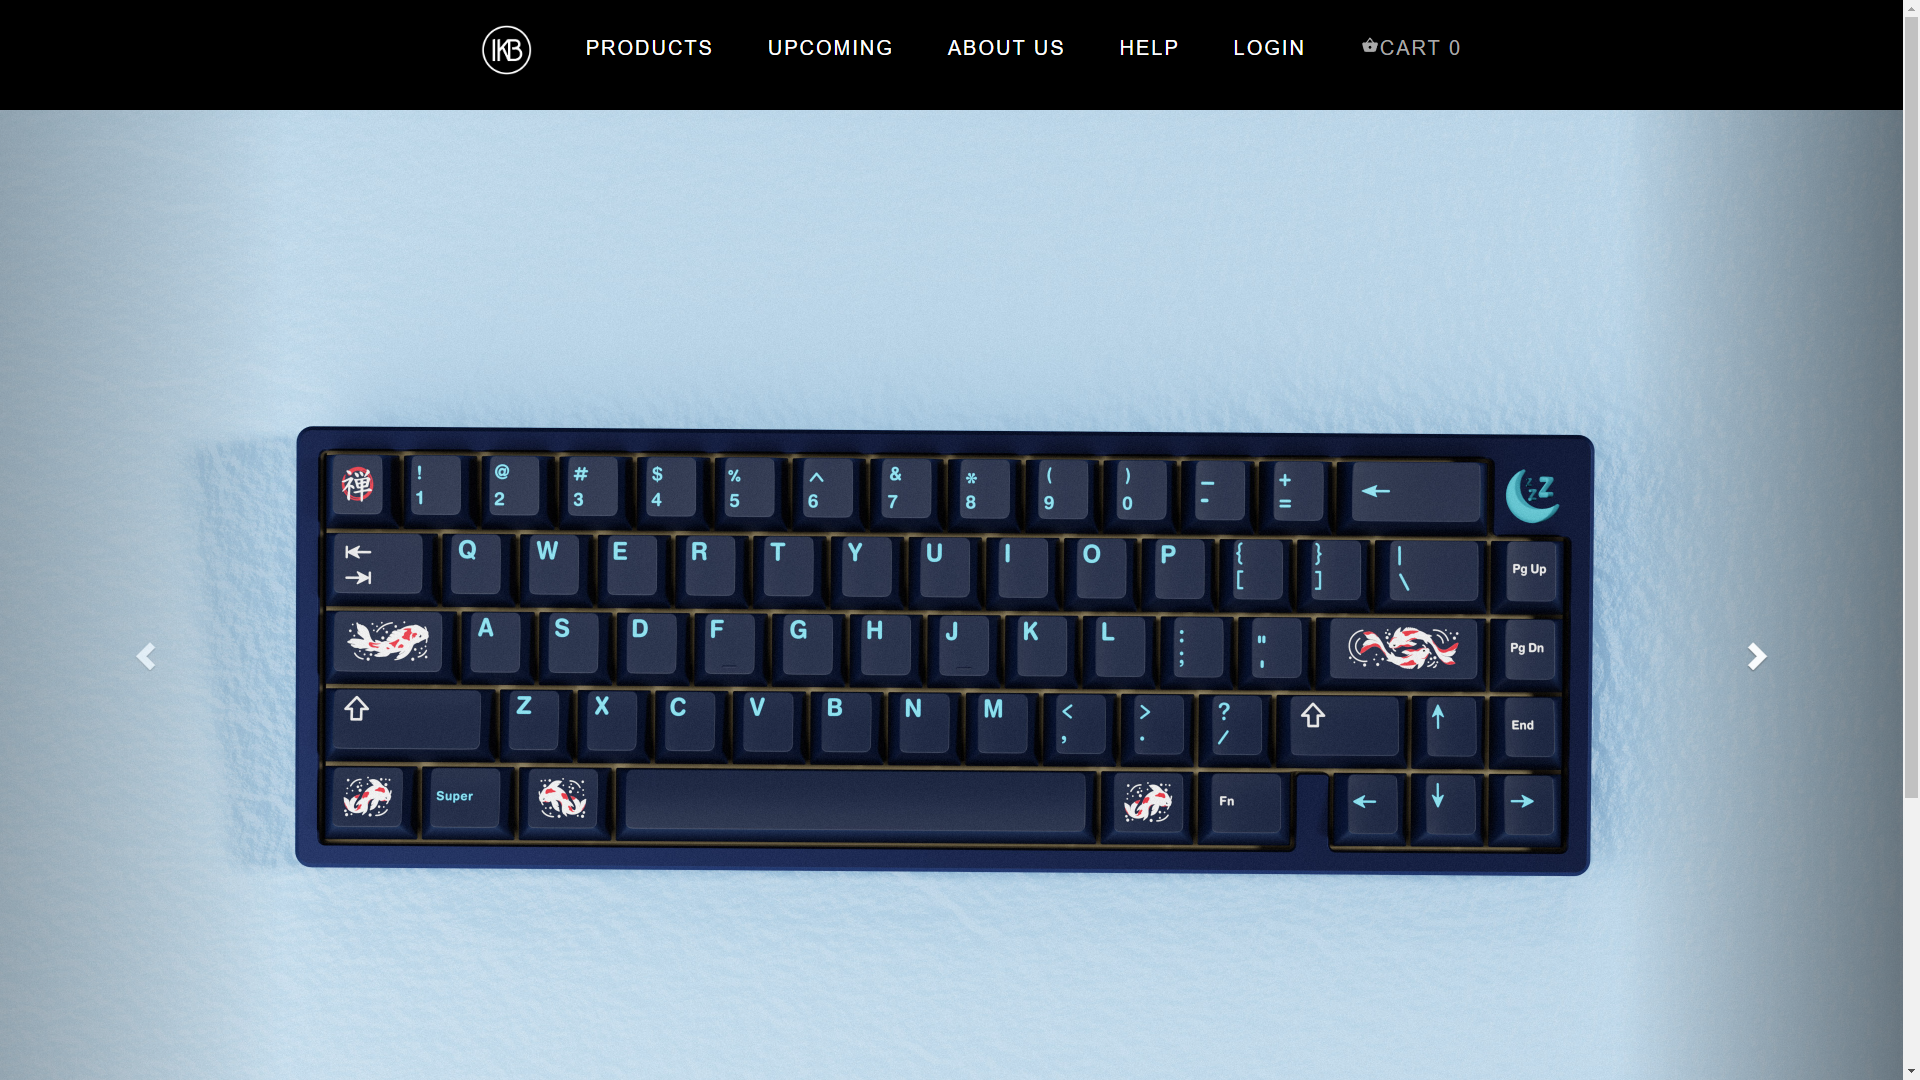 IKB PRODUCTS UPCOMING ABOUT US HELP LOGIN CART 0
禅 ! 1 @ 2 # 3 $ 4 % 5 ^ 6 & 7 * 8 ( 9 ) 0 _ - + = ← z z Z
⇤ ⇥ Q W E R T Y U I O P { [ } ] | \ Pg Up
A S D F G H J K L : ; " ' Pg Dn
⇧ Z X C V B N M < , > . ? / ⇧ ↑ End
Super Fn ← ↓ →